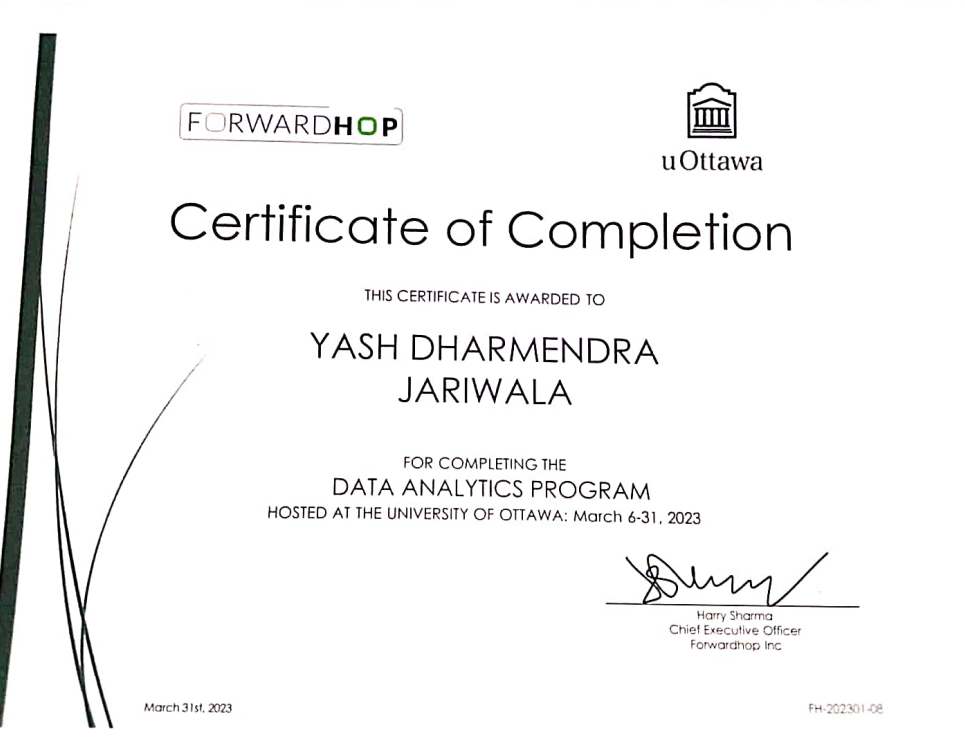 FORWARDHOP
uOttawa
Certificate of Completion
THIS CERTIFICATE IS AWARDED TO
YASH DHARMENDRA
JARIWALA
FOR COMPLETING THE
DATA ANALYTICS PROGRAM
HOSTED AT THE UNIVERSITY OF OTTAWA: March 6-31, 2023
Harry Sharma
Chief Executive Officer
Forwardhop Inc
March 31st, 2023
FH-202301-08